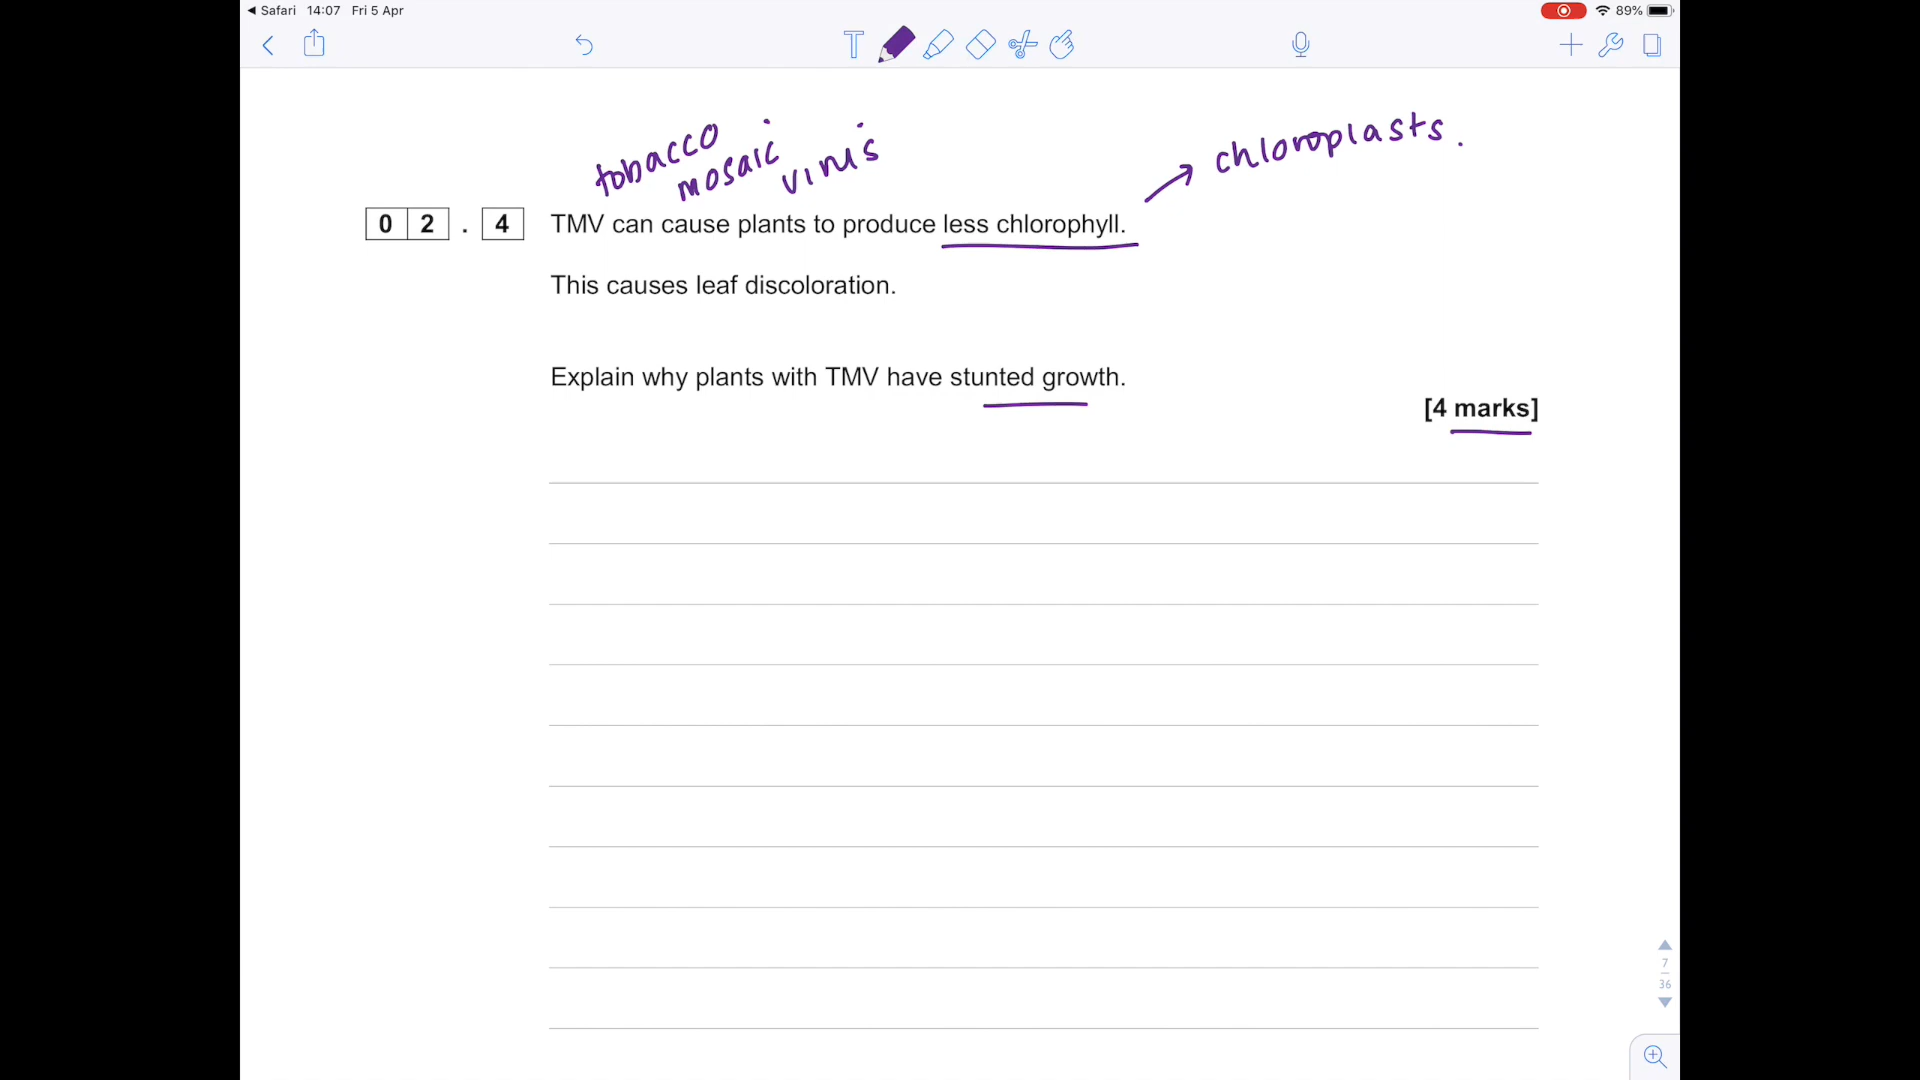 Safari 14:07 Fri 5 Apr 89%
T
tobacco
mosaic
virus
chloroplasts.
0 2 . 4 TMV can cause plants to produce less chlorophyll.
This causes leaf discoloration.
Explain why plants with TMV have stunted growth.
[4 marks]
7
36